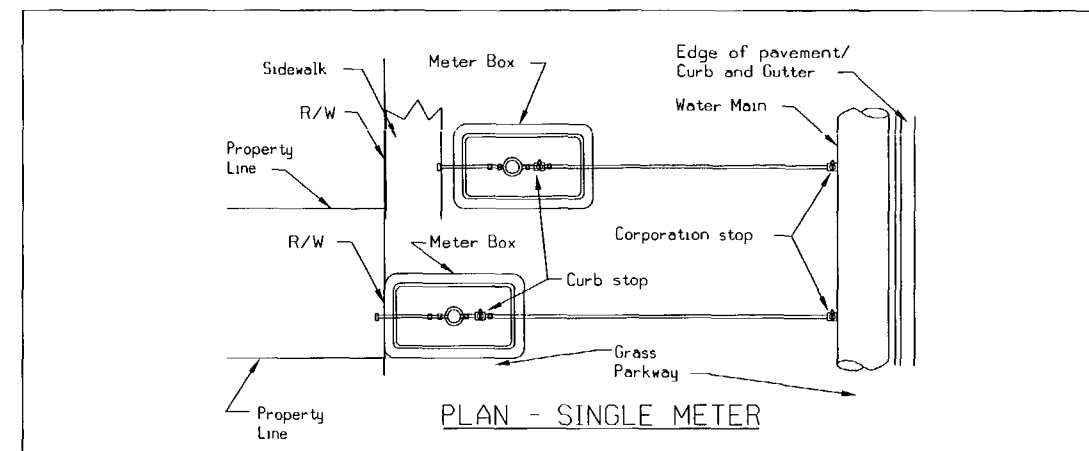 Sidewalk
Meter Box
Edge of pavement/
Curb and Gutter
R/W
Water Main
Property
Line
R/W
Meter Box
Corporation stop
Curb stop
Grass
Parkway
Property
Line
PLAN - SINGLE METER